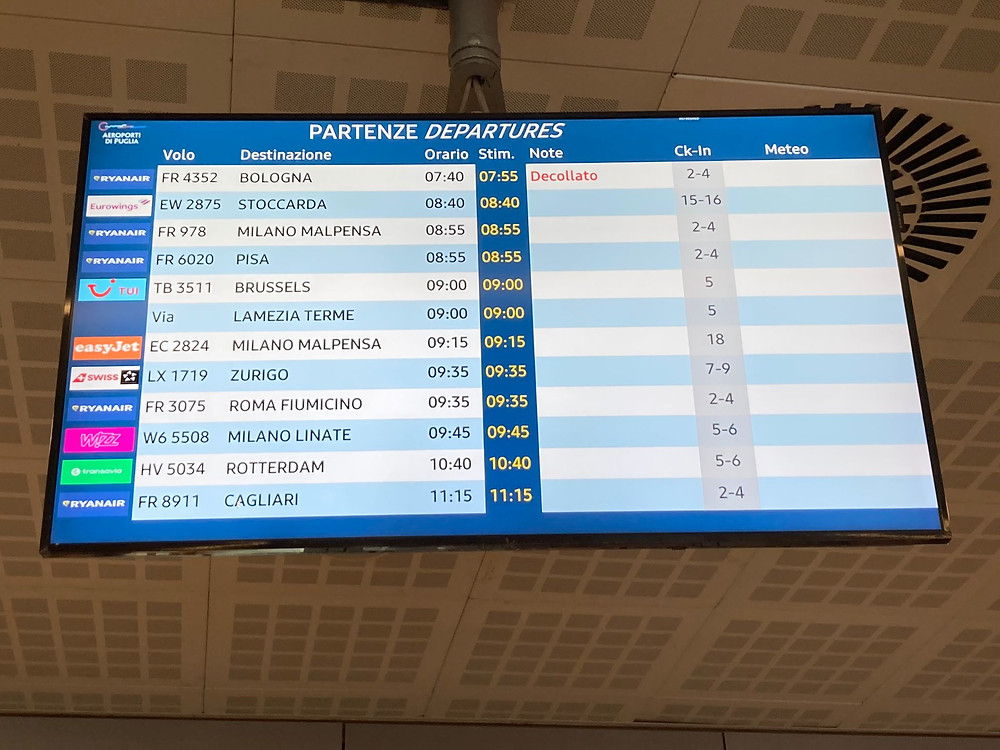 AEROPORTI DI PUGLIA
PARTENZE DEPARTURES
Volo Destinazione Orario Stim. Note Ck-In Meteo
RYANAIR FR 4352 BOLOGNA 07:40 07:55 Decollato 2-4
Eurowings EW 2875 STOCCARDA 08:40 08:40 15-16
RYANAIR FR 978 MILANO MALPENSA 08:55 08:55 2-4
RYANAIR FR 6020 PISA 08:55 08:55 2-4
TUI TB 3511 BRUSSELS 09:00 09:00 5
Via LAMEZIA TERME 09:00 09:00 5
easyJet EC 2824 MILANO MALPENSA 09:15 09:15 18
SWISS LX 1719 ZURIGO 09:35 09:35 7-9
RYANAIR FR 3075 ROMA FIUMICINO 09:35 09:35 2-4
WIZZ W6 5508 MILANO LINATE 09:45 09:45 5-6
transavia HV 5034 ROTTERDAM 10:40 10:40 5-6
RYANAIR FR 8911 CAGLIARI 11:15 11:15 2-4